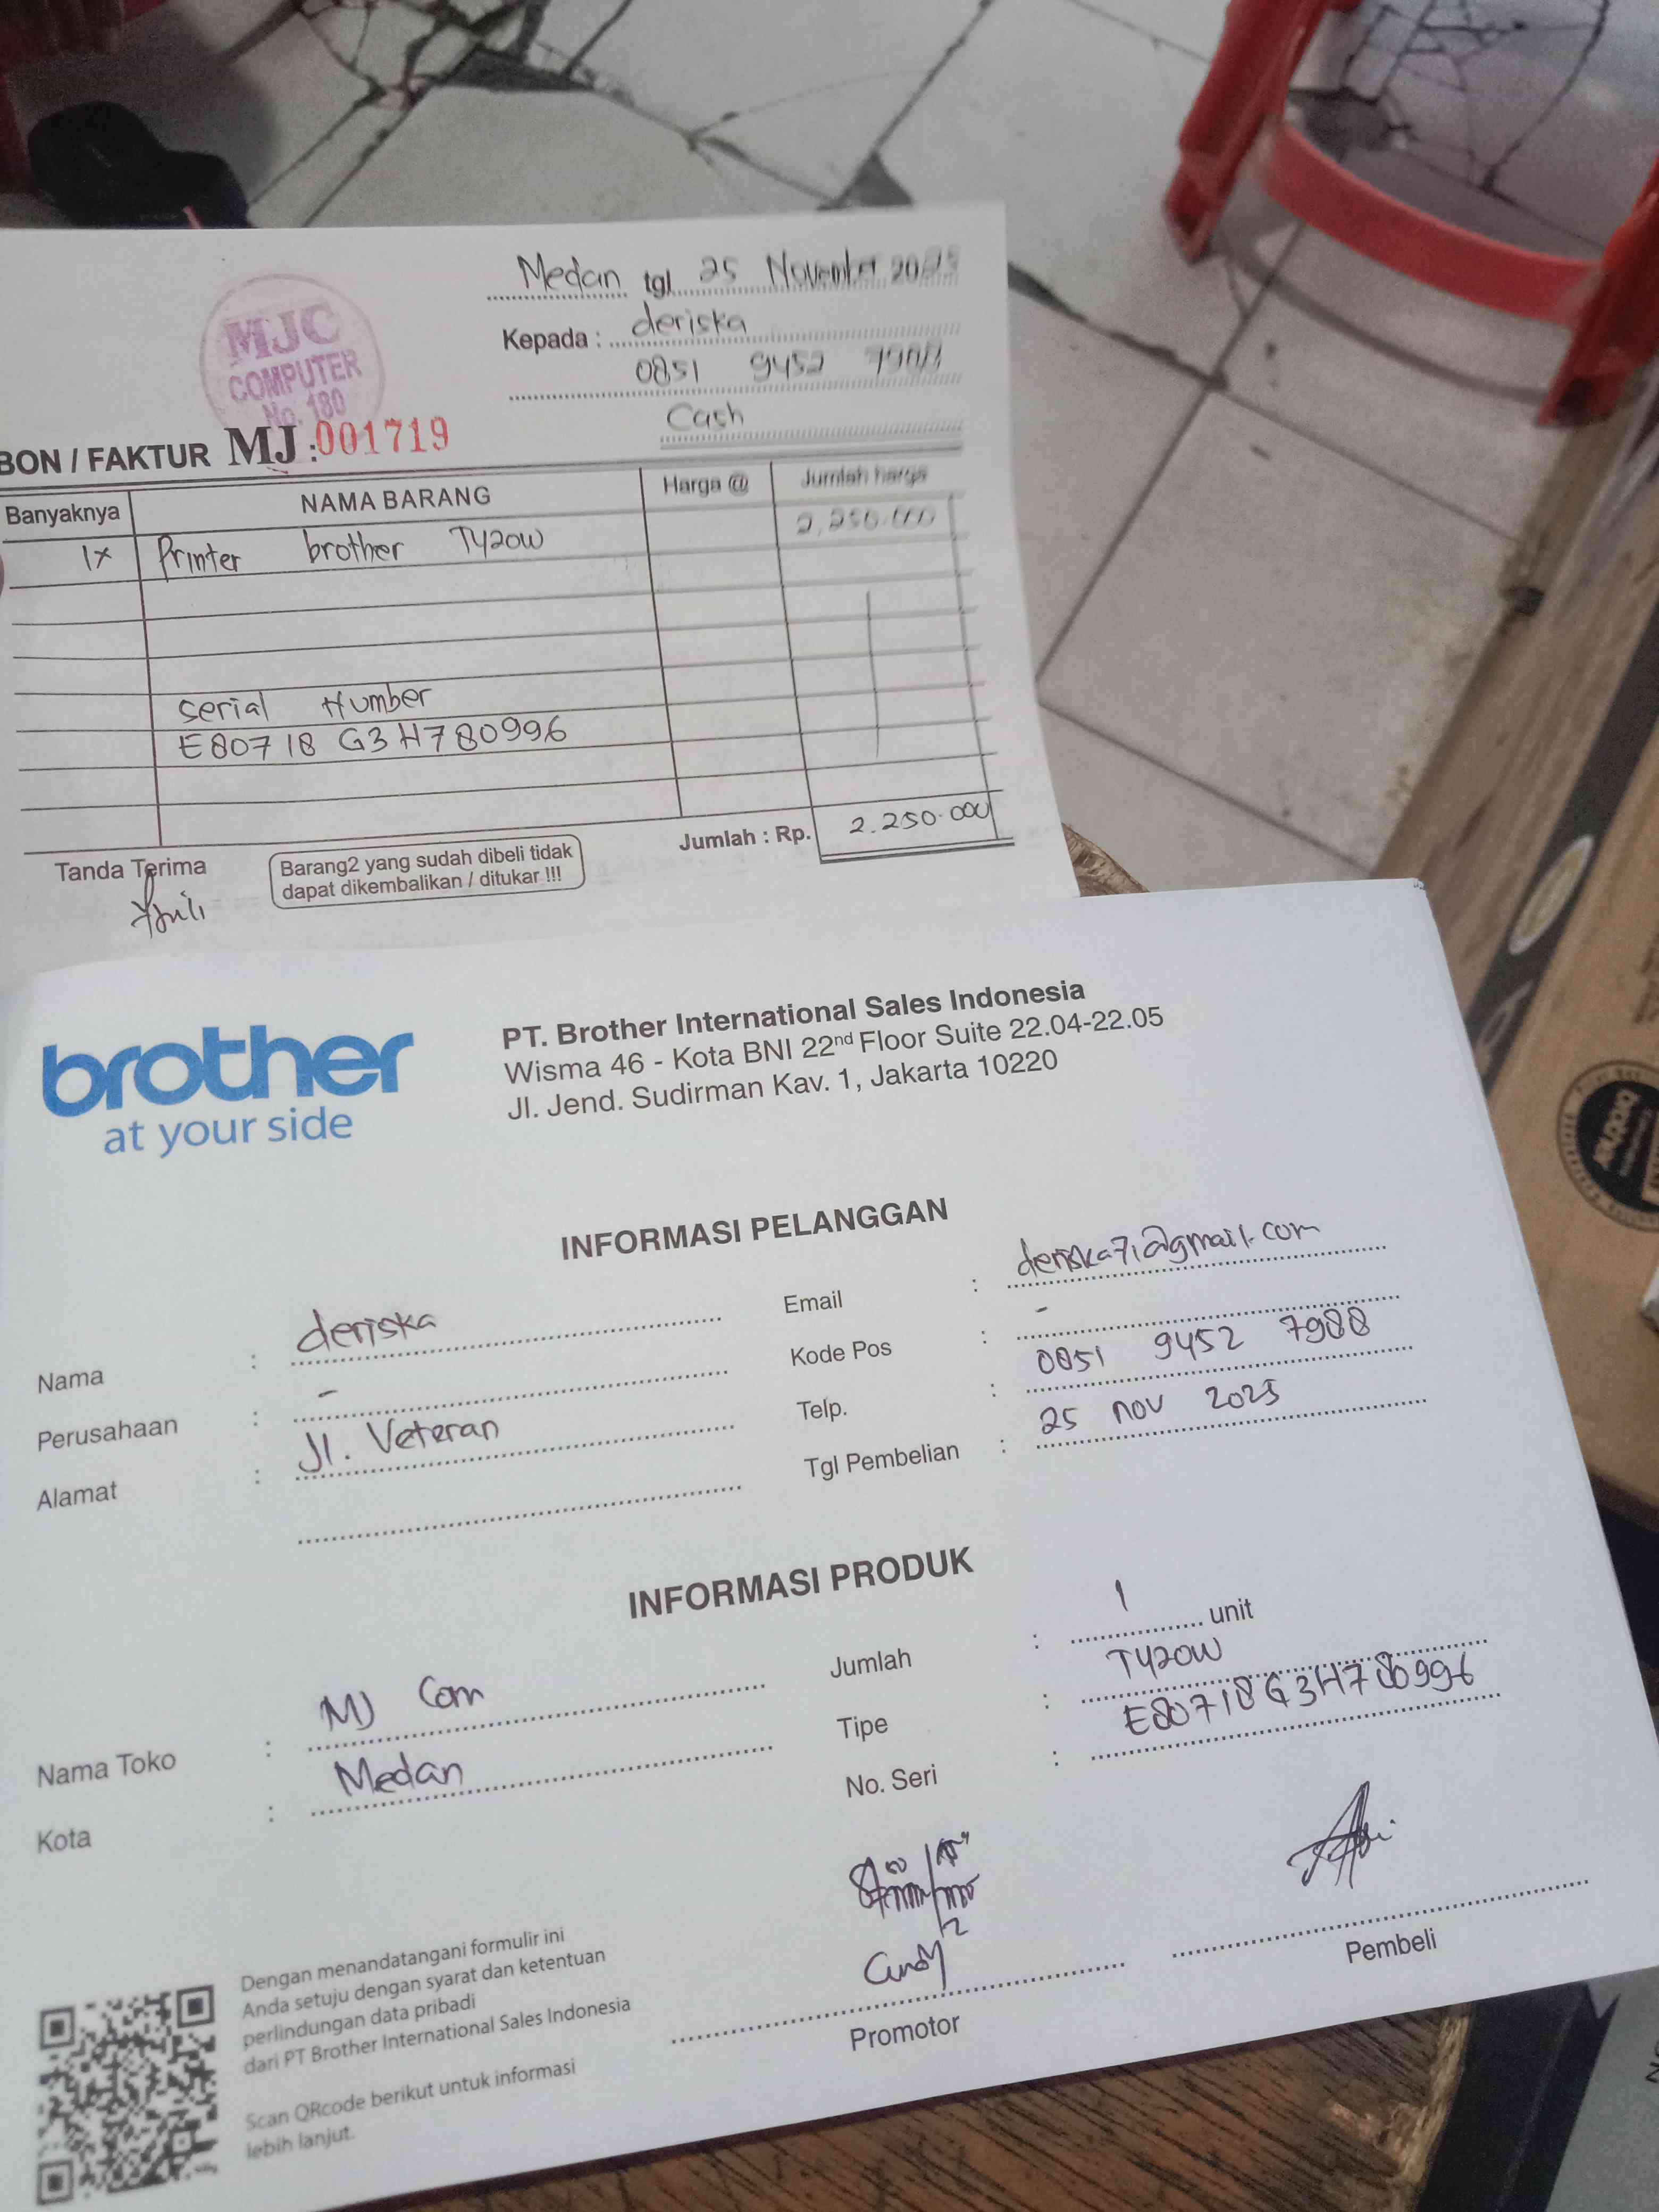 MJC
COMPUTER
No. 180
Medan tgl. 25 November 2025
Kepada : deriska
0851 9452 7988
Cash
BON / FAKTUR MJ :001719
Banyaknya NAMA BARANG Harga @ Jumlah harga
1x Printer brother T420W 2.250.000
Serial Number
E80718G3H780996
Jumlah : Rp. 2.250.000
Tanda Terima
Barang2 yang sudah dibeli tidak
dapat dikembalikan / ditukar !!!
brother
at your side
PT. Brother International Sales Indonesia
Wisma 46 - Kota BNI 22nd Floor Suite 22.04-22.05
Jl. Jend. Sudirman Kav. 1, Jakarta 10220
INFORMASI PELANGGAN
Nama : deriska
Perusahaan : -
Alamat : Jl. Veteran
Email : deriska71@gmail.com
Kode Pos : -
Telp. : 0851 9452 7988
Tgl Pembelian : 25 nov 2025
INFORMASI PRODUK
Nama Toko : MJ Com
Kota : Medan
Jumlah : 1 unit
Tipe : T420W
No. Seri : E80718G3H780996
Promotor
Pembeli
Dengan menandatangani formulir ini
Anda setuju dengan syarat dan ketentuan
perlindungan data pribadi
dari PT Brother International Sales Indonesia
Scan QRcode berikut untuk informasi
lebih lanjut.
brother